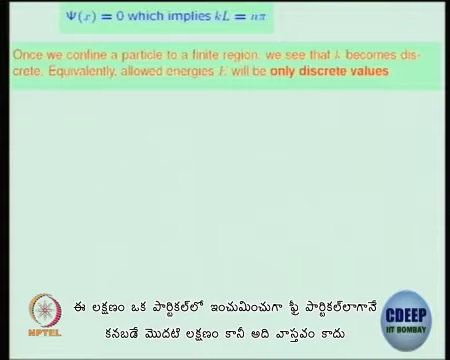 Ψ(x) = 0 which implies kL = nπ
Once we confine a particle to a finite region, we see that k becomes dis-
crete. Equivalently, allowed energies E will be only discrete values
ఈ లక్షణం ఒక పార్టికల్‌లో ఇంచుమించుగా ఫ్రీ పార్టికల్‌లాగానే
కనబడే మొదటి లక్షణం కానీ అది వాస్తవం కాదు
NPTEL
CDEEP
IIT BOMBAY